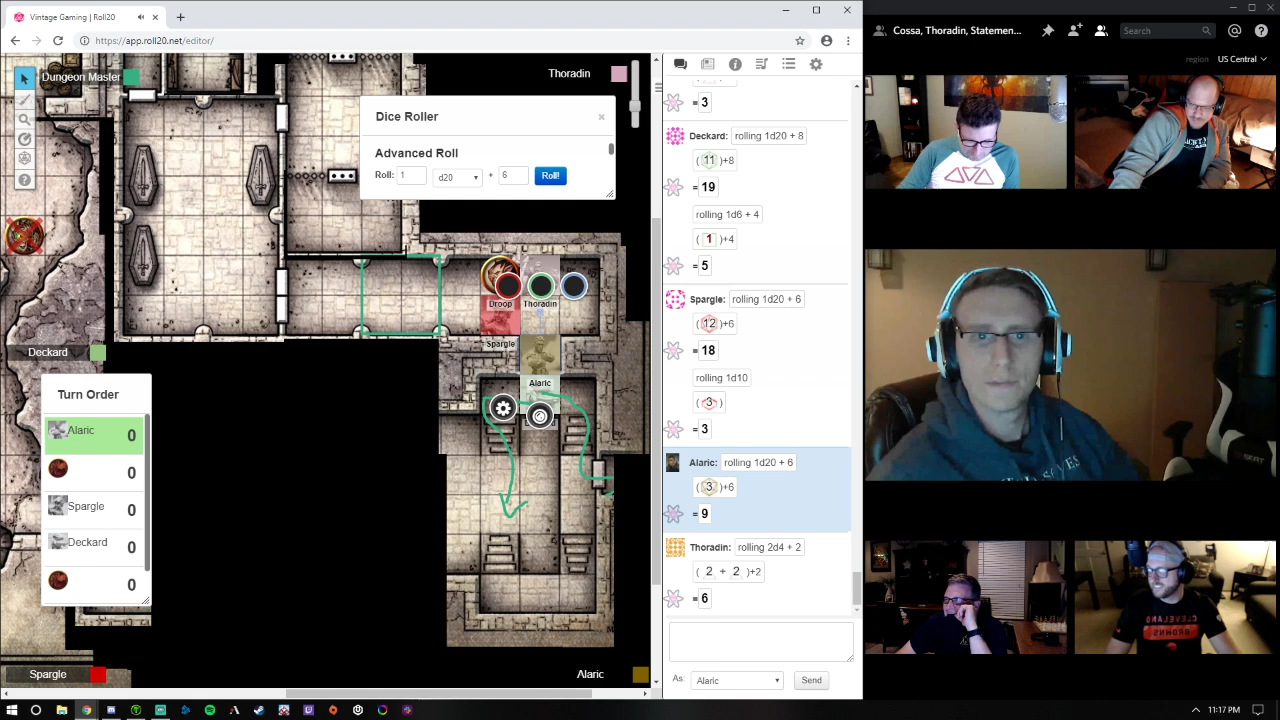 Vintage Gaming | Roll20
https://app.roll20.net/editor/
Dungeon Master
Thoradin
Dice Roller
Advanced Roll
Roll: 1 d20 + 6 Roll!
Droop
Thoradin
Spargle
Alaric
Deckard
Turn Order
Alaric 0
0
Spargle 0
Deckard 0
0
Spargle
Alaric
= 3
Deckard: rolling 1d20 + 8
(11)+8
= 19
rolling 1d6 + 4
(1)+4
= 5
Spargle: rolling 1d20 + 6
(12)+6
= 18
rolling 1d10
(3)
= 3
Alaric: rolling 1d20 + 6
(3)+6
= 9
Thoradin: rolling 2d4 + 2
(2 + 2)+2
= 6
As: Alaric Send
Cossa, Thoradin, Statemen...
Search
region US Central
CLEVELAND
BROWNS
11:17 PM